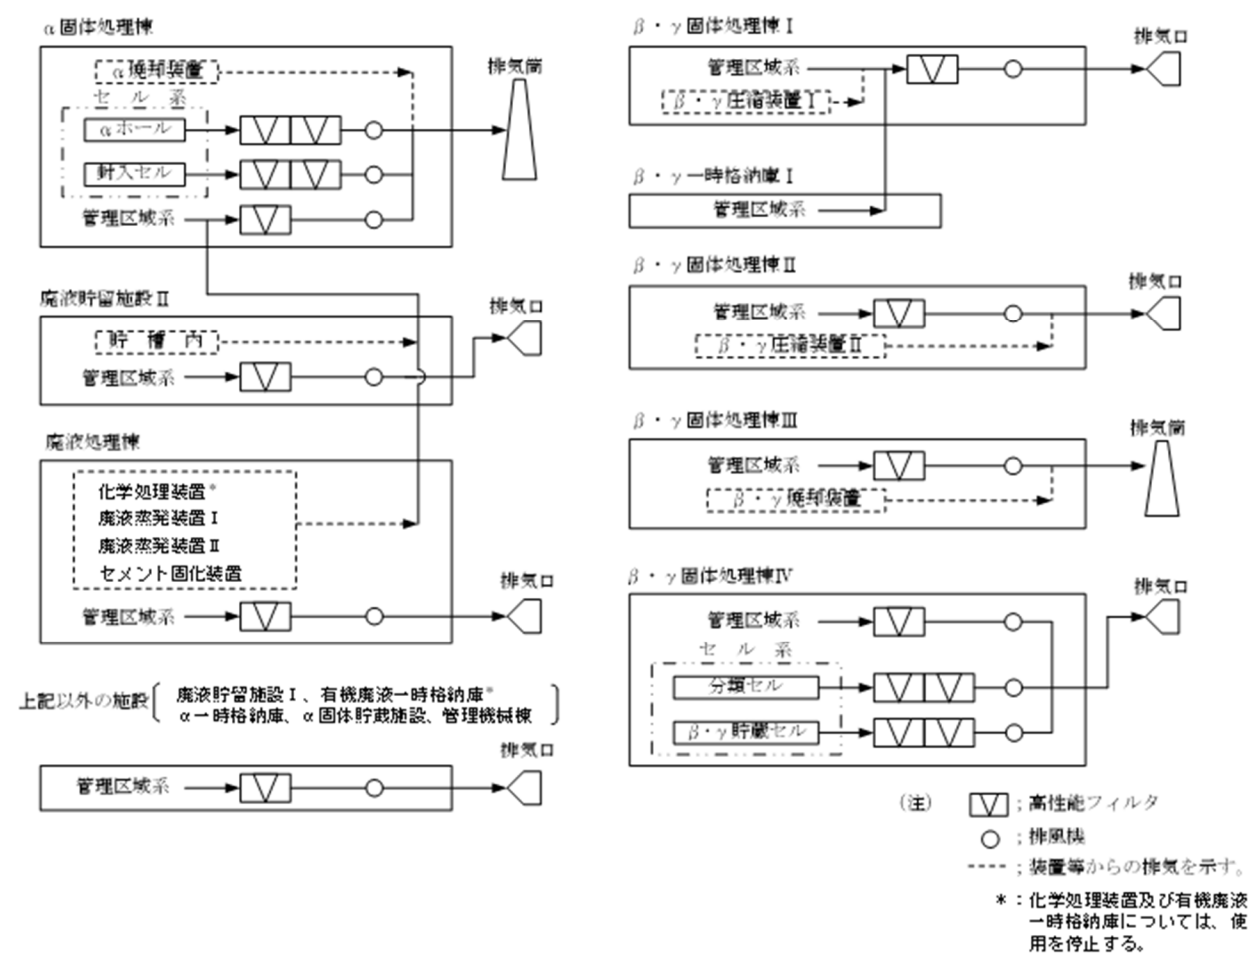 α固体処理棟
α焼却装置
セル系
αホール
封入セル
管理区域系
排気筒
廃液貯留施設Ⅱ
貯槽内
管理区域系
排気口
廃液処理棟
化学処理装置*
廃液蒸発装置Ⅰ
廃液蒸発装置Ⅱ
セメント固化装置
管理区域系
排気口
上記以外の施設
廃液貯留施設Ⅰ、有機廃液一時格納庫*
α一時格納庫、α固体貯蔵施設、管理機械棟
管理区域系
排気口
β・γ固体処理棟Ⅰ
管理区域系
β・γ圧縮装置Ⅰ
排気口
β・γ一時格納庫Ⅰ
管理区域系
β・γ固体処理棟Ⅱ
管理区域系
β・γ圧縮装置Ⅱ
排気口
β・γ固体処理棟Ⅲ
管理区域系
β・γ焼却装置
排気筒
β・γ固体処理棟Ⅳ
管理区域系
セル系
分類セル
β・γ貯蔵セル
排気口
(注)
；高性能フィルタ
；排風機
；装置等からの排気を示す。
＊：化学処理装置及び有機廃液
一時格納庫については、使
用を停止する。